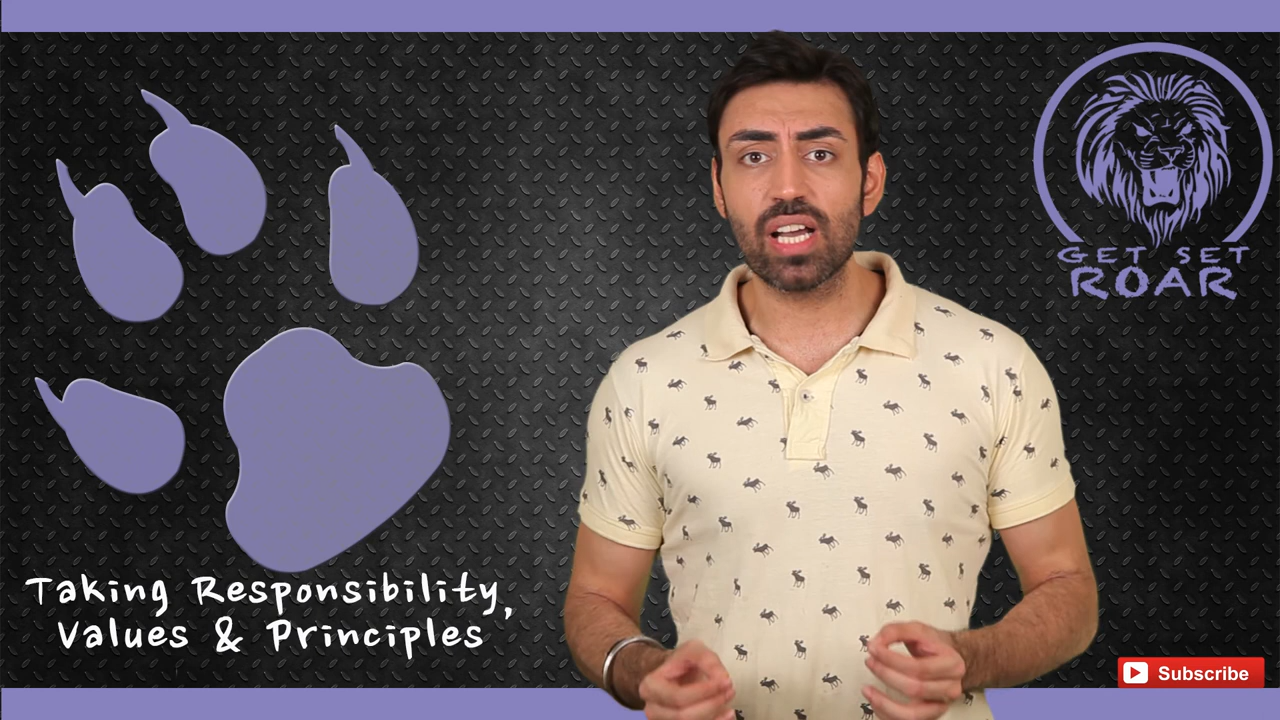 GET SET
ROAR
Taking Responsibility,
Values & Principles
Subscribe